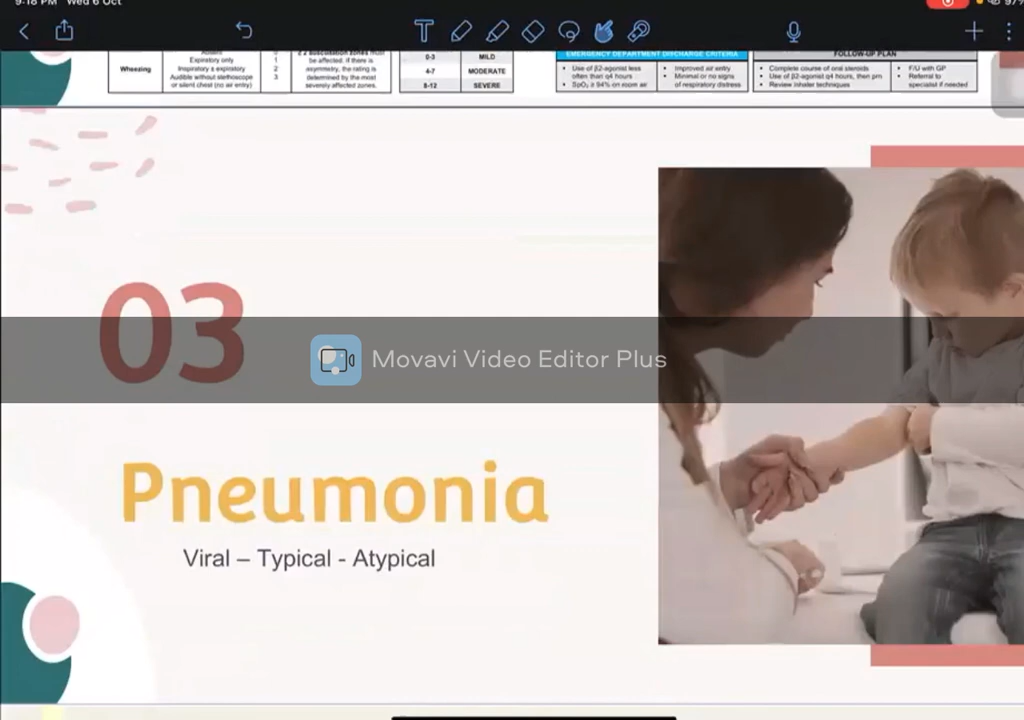 9:18 PM Wed 6 Oct
97%
Wheezing
Absent
Expiratory only
Inspiratory ± expiratory
Audible without stethoscope
or silent chest (no air entry)
0
1
2
3
≥ 2 auscultation zones must
be affected. If there is
asymmetry, the rating is
determined by the most
severely affected zones.
0-3 MILD
4-7 MODERATE
8-12 SEVERE
EMERGENCY DEPARTMENT DISCHARGE CRITERIA
• Use of β2-agonist less
often than q4 hours
• SpO₂ ≥ 94% on room air
• Improved air entry
• Minimal or no signs
of respiratory distress
FOLLOW-UP PLAN
• Complete course of oral steroids
• Use of β2-agonist q4 hours, then prn
• Review inhaler techniques
• F/U with GP
• Referral to
specialist if needed
03
Movavi Video Editor Plus
Pneumonia
Viral – Typical - Atypical